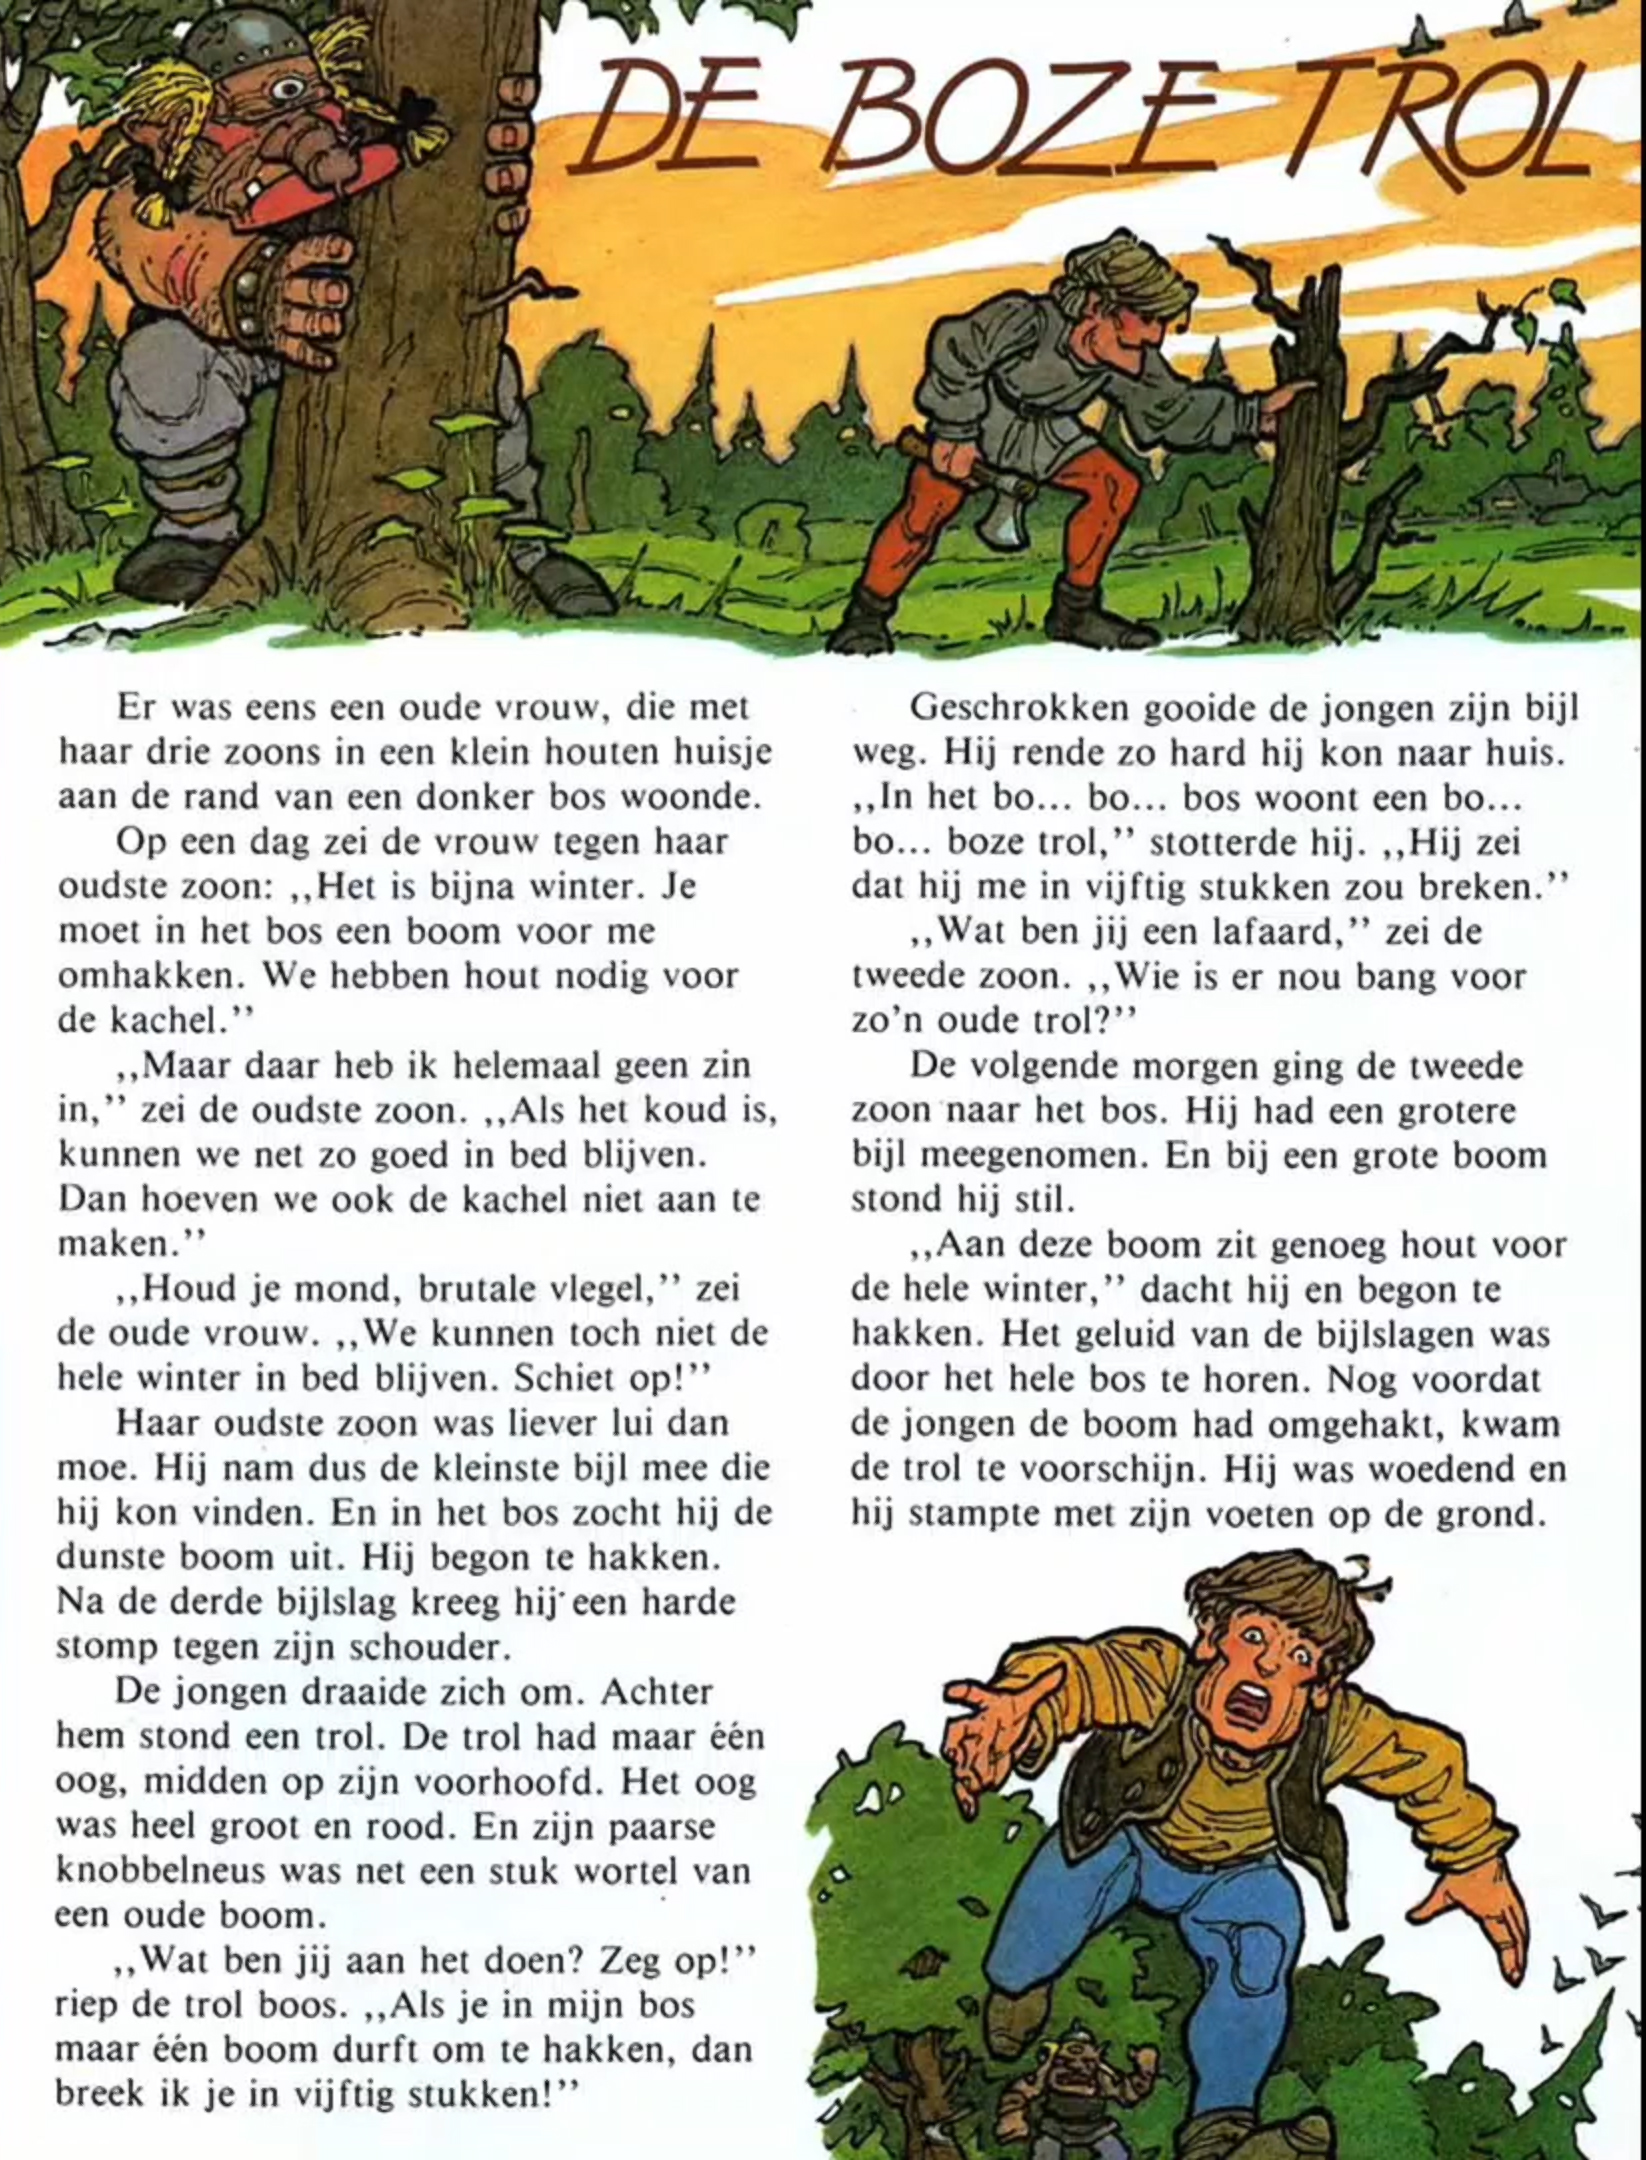 DE BOZE TROL
Er was eens een oude vrouw, die met
haar drie zoons in een klein houten huisje
aan de rand van een donker bos woonde.
Op een dag zei de vrouw tegen haar
oudste zoon: ,,Het is bijna winter. Je
moet in het bos een boom voor me
omhakken. We hebben hout nodig voor
de kachel.’’
,,Maar daar heb ik helemaal geen zin
in,’’ zei de oudste zoon. ,,Als het koud is,
kunnen we net zo goed in bed blijven.
Dan hoeven we ook de kachel niet aan te
maken.’’
,,Houd je mond, brutale vlegel,’’ zei
de oude vrouw. ,,We kunnen toch niet de
hele winter in bed blijven. Schiet op!’’
Haar oudste zoon was liever lui dan
moe. Hij nam dus de kleinste bijl mee die
hij kon vinden. En in het bos zocht hij de
dunste boom uit. Hij begon te hakken.
Na de derde bijlslag kreeg hij een harde
stomp tegen zijn schouder.
De jongen draaide zich om. Achter
hem stond een trol. De trol had maar één
oog, midden op zijn voorhoofd. Het oog
was heel groot en rood. En zijn paarse
knobbelneus was net een stuk wortel van
een oude boom.
,,Wat ben jij aan het doen? Zeg op!’’
riep de trol boos. ,,Als je in mijn bos
maar één boom durft om te hakken, dan
breek ik je in vijftig stukken!’’
Geschrokken gooide de jongen zijn bijl
weg. Hij rende zo hard hij kon naar huis.
,,In het bo... bo... bos woont een bo...
bo... boze trol,’’ stotterde hij. ,,Hij zei
dat hij me in vijftig stukken zou breken.’’
,,Wat ben jij een lafaard,’’ zei de
tweede zoon. ,,Wie is er nou bang voor
zo’n oude trol?’’
De volgende morgen ging de tweede
zoon naar het bos. Hij had een grotere
bijl meegenomen. En bij een grote boom
stond hij stil.
,,Aan deze boom zit genoeg hout voor
de hele winter,’’ dacht hij en begon te
hakken. Het geluid van de bijlslagen was
door het hele bos te horen. Nog voordat
de jongen de boom had omgehakt, kwam
de trol te voorschijn. Hij was woedend en
hij stampte met zijn voeten op de grond.